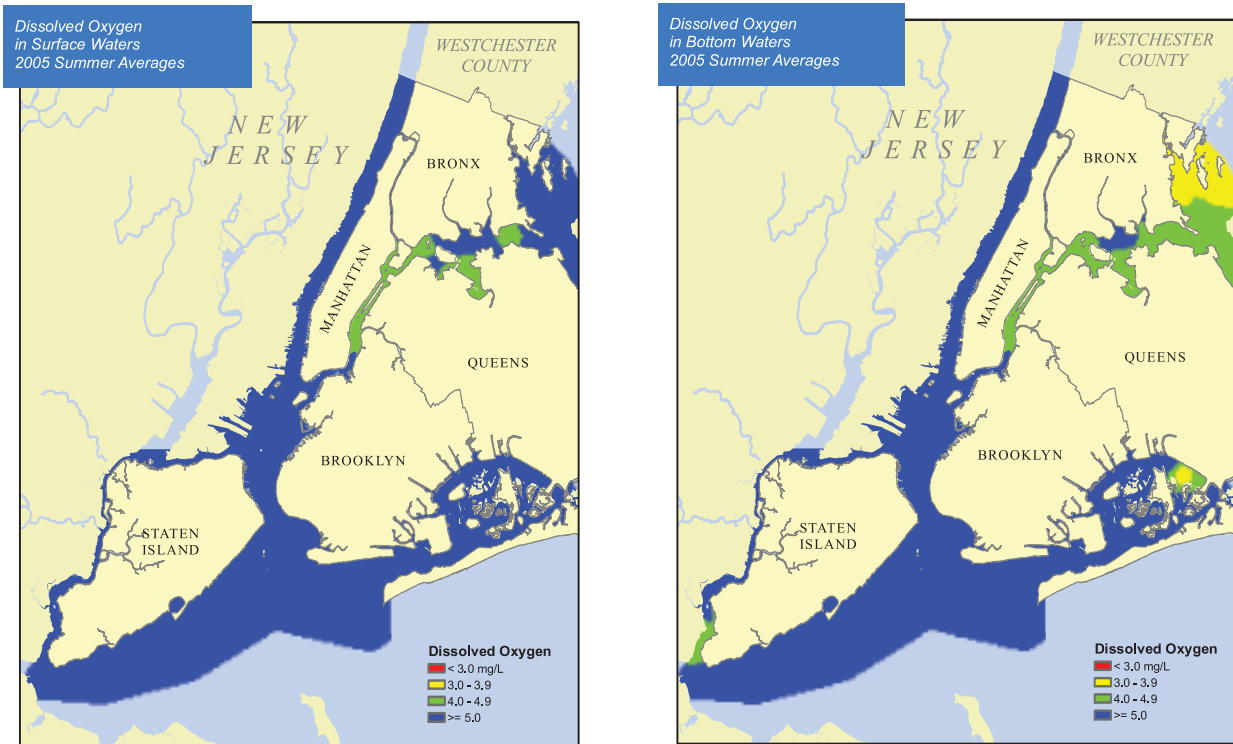 Dissolved Oxygen
in Surface Waters
2005 Summer Averages
WESTCHESTER
COUNTY
NEW
JERSEY
BRONX
MANHATTAN
QUEENS
BROOKLYN
STATEN
ISLAND
Dissolved Oxygen
< 3.0 mg/L
3.0 - 3.9
4.0 - 4.9
>= 5.0
Dissolved Oxygen
in Bottom Waters
2005 Summer Averages
WESTCHESTER
COUNTY
NEW
JERSEY
BRONX
MANHATTAN
QUEENS
BROOKLYN
STATEN
ISLAND
Dissolved Oxygen
< 3.0 mg/L
3.0 - 3.9
4.0 - 4.9
>= 5.0